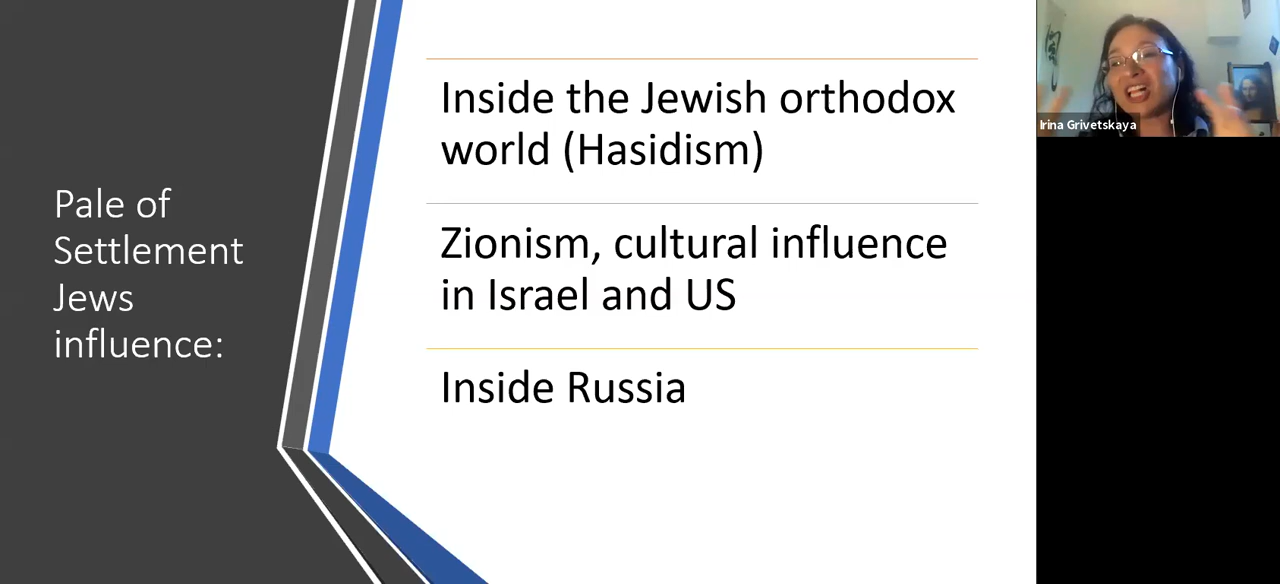 Pale of
Settlement
Jews
influence:
Inside the Jewish orthodox
world (Hasidism)
Zionism, cultural influence
in Israel and US
Inside Russia
Irina Grivetskaya